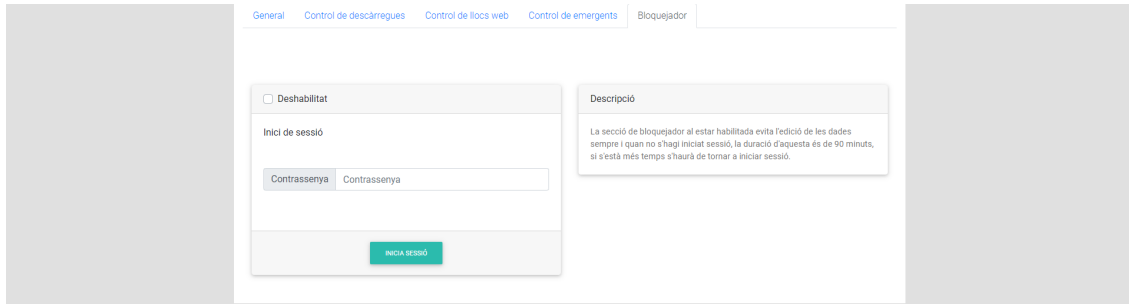 General Control de descàrregues Control de llocs web Control de emergents Bloquejador
Deshabilitat
Inici de sessió
Contrassenya Contrassenya
INICIA SESSIÓ
Descripció
La secció de bloquejador al estar habilitada evita l'edició de les dades
sempre i quan no s'hagi iniciat sessió, la duració d'aquesta és de 90 minuts,
si s'està més temps s'haurà de tornar a iniciar sessió.